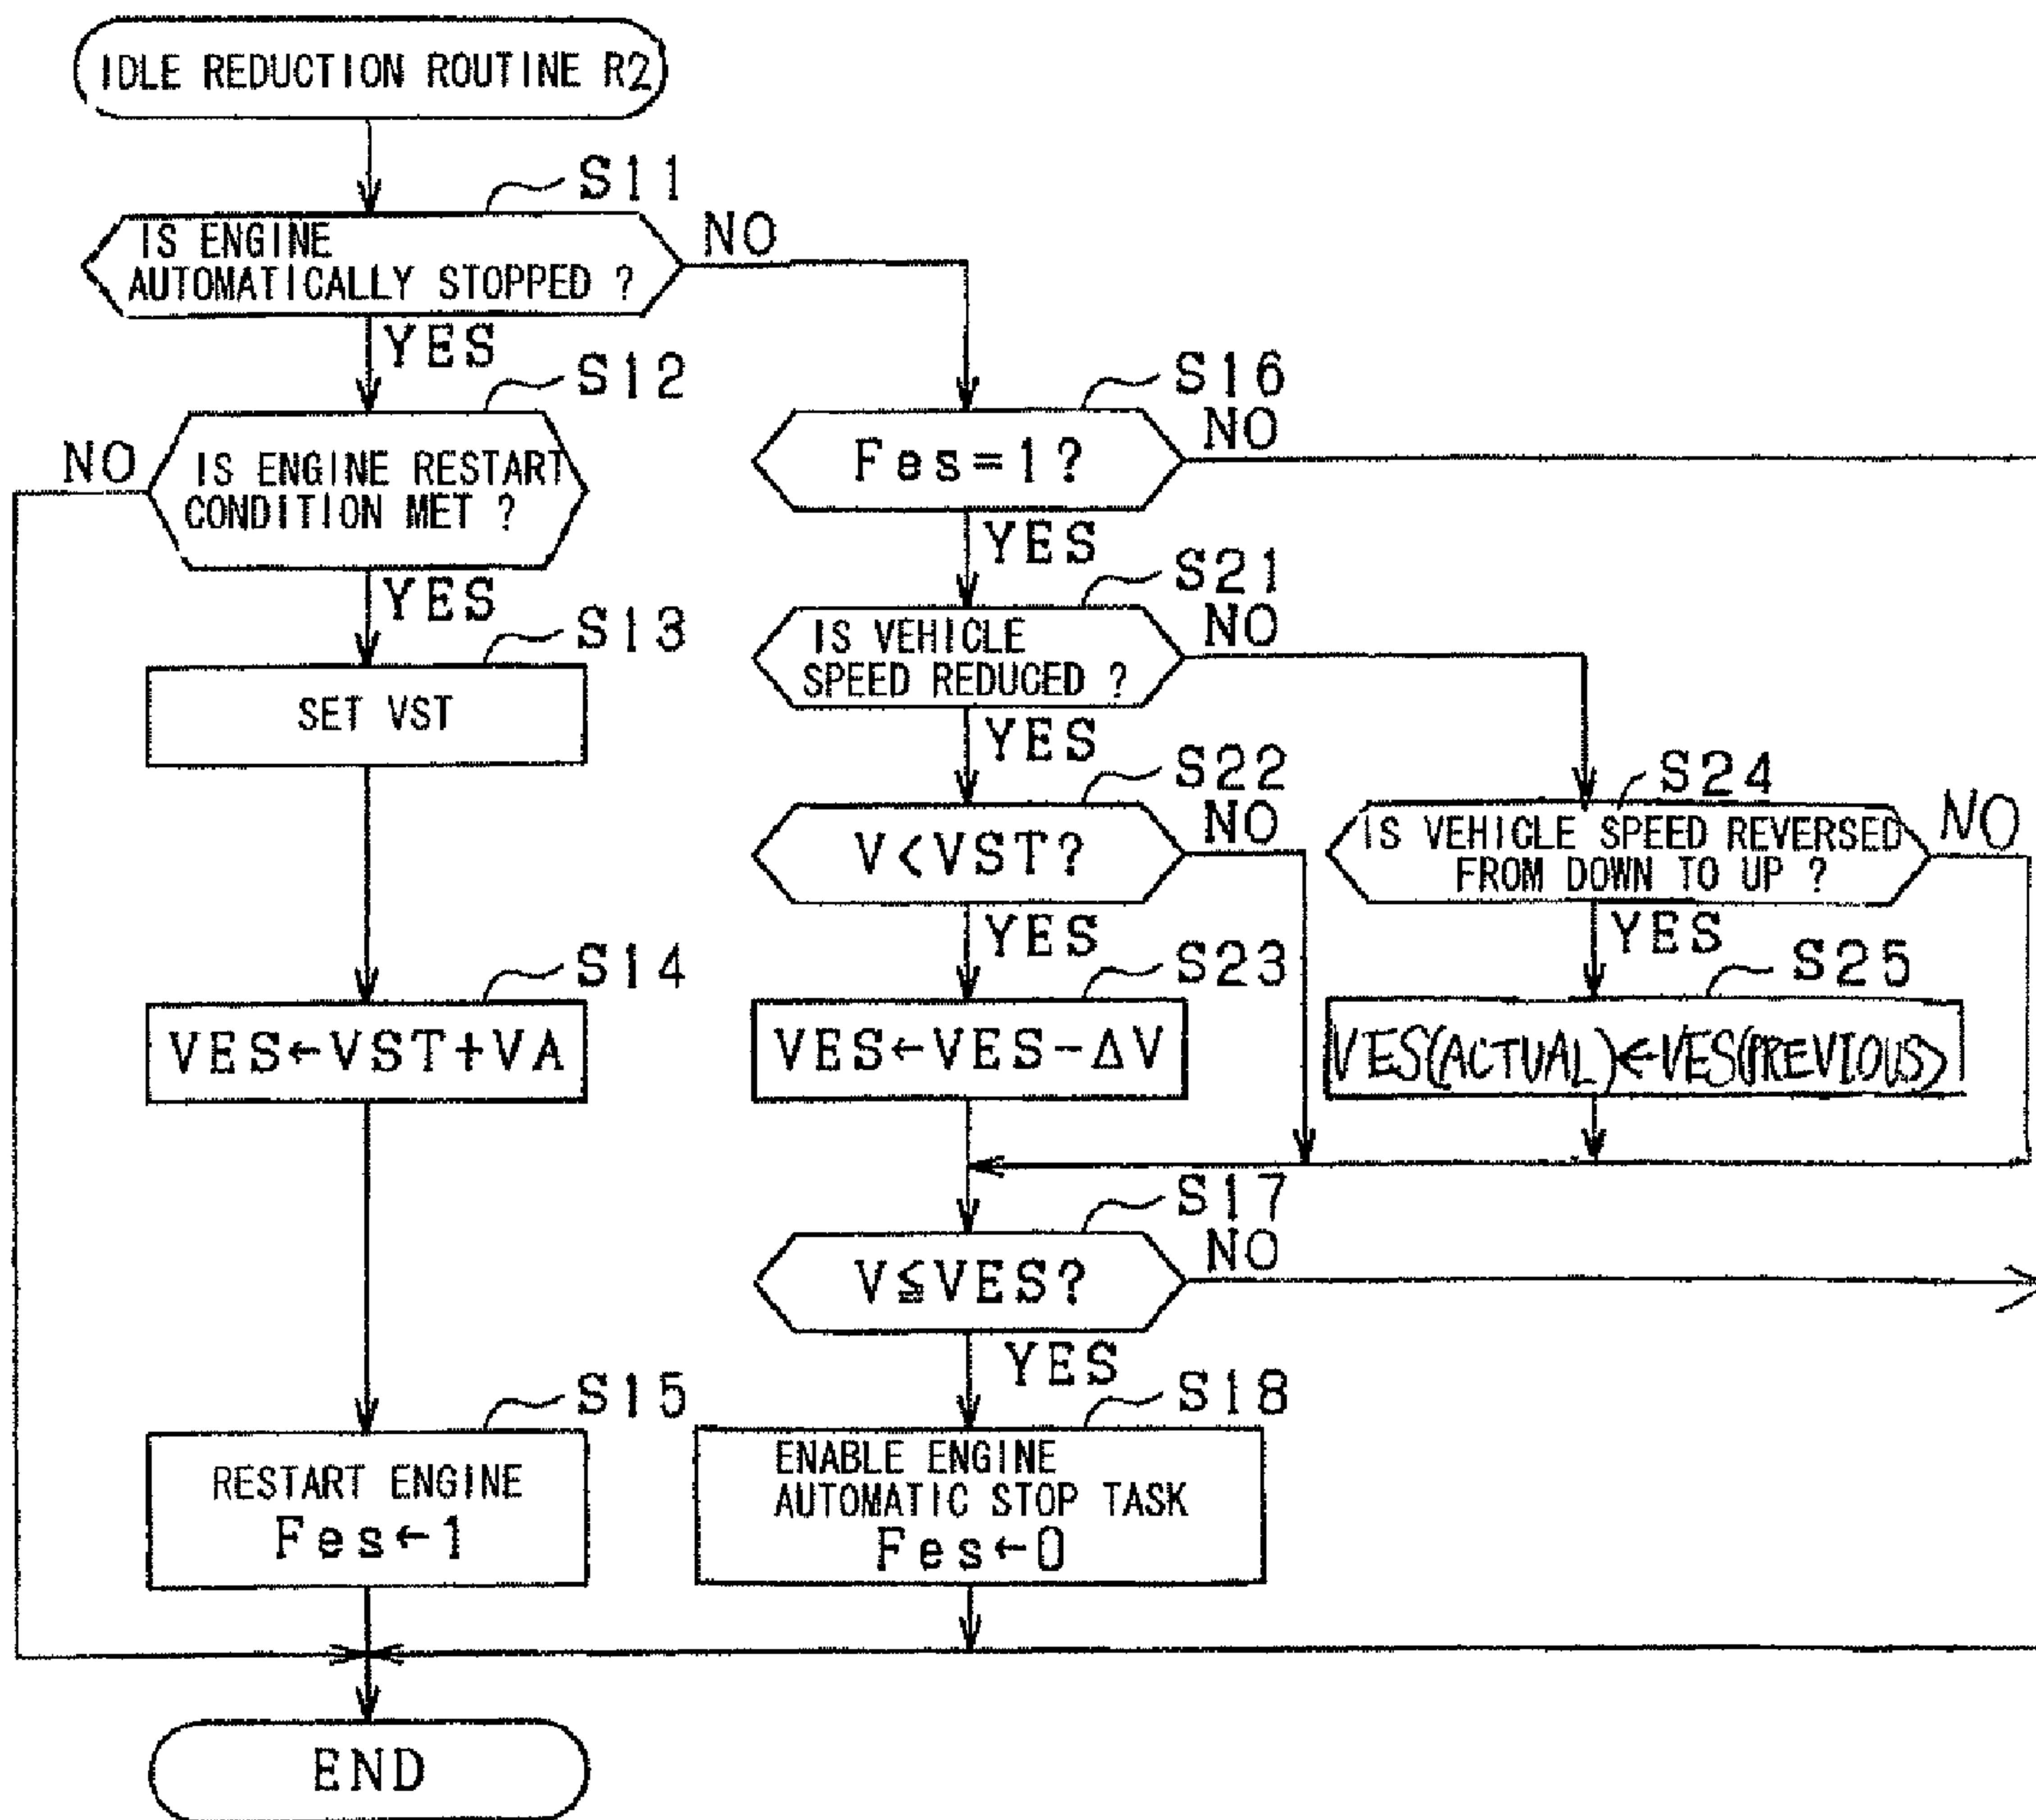 IDLE REDUCTION ROUTINE R2
S11
IS ENGINE
AUTOMATICALLY STOPPED ?
NO
YES
S12
NO
IS ENGINE RESTART
CONDITION MET ?
YES
S13
SET VST
S14
VES←VST+VA
S15
RESTART ENGINE
Fes←1
S16
Fes=1?
NO
YES
S21
IS VEHICLE
SPEED REDUCED ?
NO
YES
S22
V<VST?
NO
YES
S23
VES←VES-ΔV
S24
IS VEHICLE SPEED REVERSED
FROM DOWN TO UP ?
NO
YES
S25
VES(ACTUAL)←VES(PREVIOUS)
S17
V≦VES?
NO
YES
S18
ENABLE ENGINE
AUTOMATIC STOP TASK
Fes←0
END